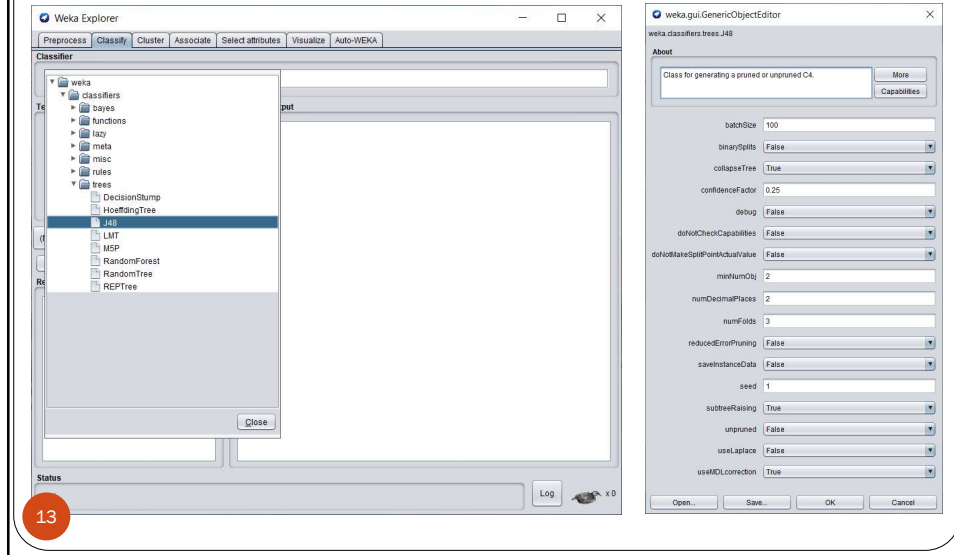 Weka Explorer
Preprocess Classify Cluster Associate Select attributes Visualize Auto-WEKA
Classifier
weka
classifiers
bayes
functions
lazy
meta
misc
rules
trees
DecisionStump
HoeffdingTree
J48
LMT
M5P
RandomForest
RandomTree
REPTree
Close
Status
Log x 0
13
weka.gui.GenericObjectEditor
weka.classifiers.trees.J48
About
Class for generating a pruned or unpruned C4.
More
Capabilities
batchSize 100
binarySplits False
collapseTree True
confidenceFactor 0.25
debug False
doNotCheckCapabilities False
doNotMakeSplitPointActualValue False
minNumObj 2
numDecimalPlaces 2
numFolds 3
reducedErrorPruning False
saveInstanceData False
seed 1
subtreeRaising True
unpruned False
useLaplace False
useMDLcorrection True
Open... Save... OK Cancel